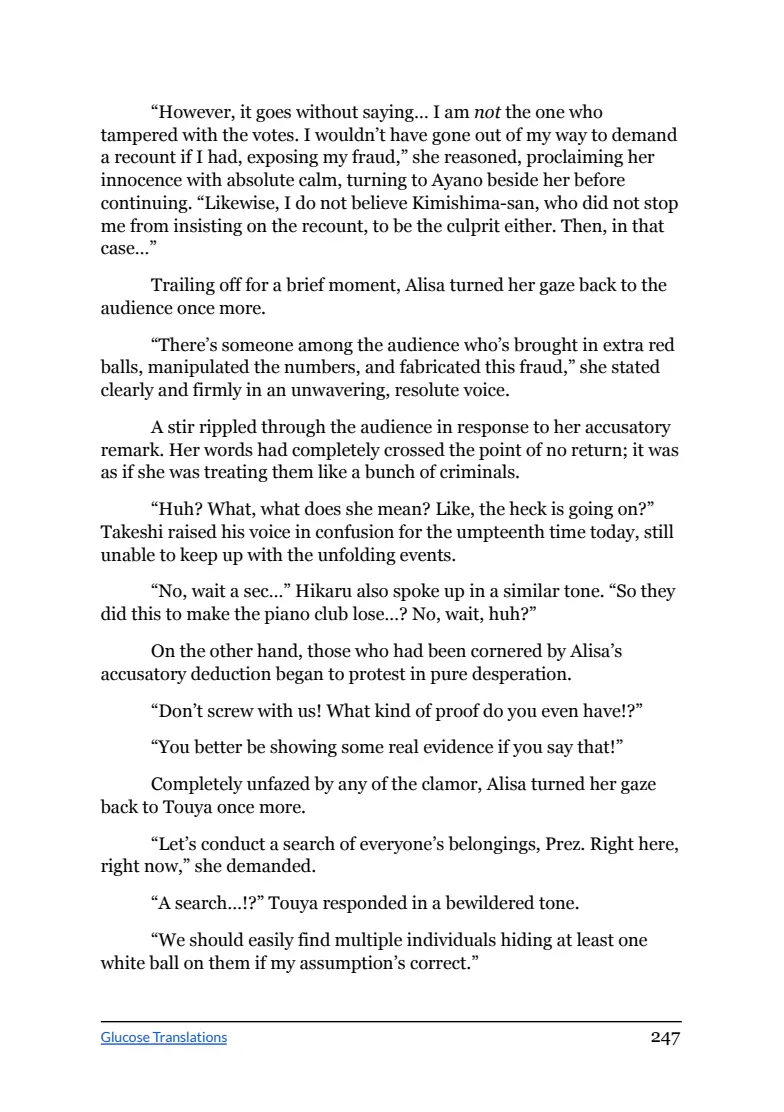 “However, it goes without saying... I am not the one who
tampered with the votes. I wouldn’t have gone out of my way to demand
a recount if I had, exposing my fraud,” she reasoned, proclaiming her
innocence with absolute calm, turning to Ayano beside her before
continuing. “Likewise, I do not believe Kimishima-san, who did not stop
me from insisting on the recount, to be the culprit either. Then, in that
case...”
Trailing off for a brief moment, Alisa turned her gaze back to the
audience once more.
“There’s someone among the audience who’s brought in extra red
balls, manipulated the numbers, and fabricated this fraud,” she stated
clearly and firmly in an unwavering, resolute voice.
A stir rippled through the audience in response to her accusatory
remark. Her words had completely crossed the point of no return; it was
as if she was treating them like a bunch of criminals.
“Huh? What, what does she mean? Like, the heck is going on?”
Takeshi raised his voice in confusion for the umpteenth time today, still
unable to keep up with the unfolding events.
“No, wait a sec...” Hikaru also spoke up in a similar tone. “So they
did this to make the piano club lose...? No, wait, huh?”
On the other hand, those who had been cornered by Alisa’s
accusatory deduction began to protest in pure desperation.
“Don’t screw with us! What kind of proof do you even have!?”
“You better be showing some real evidence if you say that!”
Completely unfazed by any of the clamor, Alisa turned her gaze
back to Touya once more.
“Let’s conduct a search of everyone’s belongings, Prez. Right here,
right now,” she demanded.
“A search...!?” Touya responded in a bewildered tone.
“We should easily find multiple individuals hiding at least one
white ball on them if my assumption’s correct.”
Glucose Translations
247